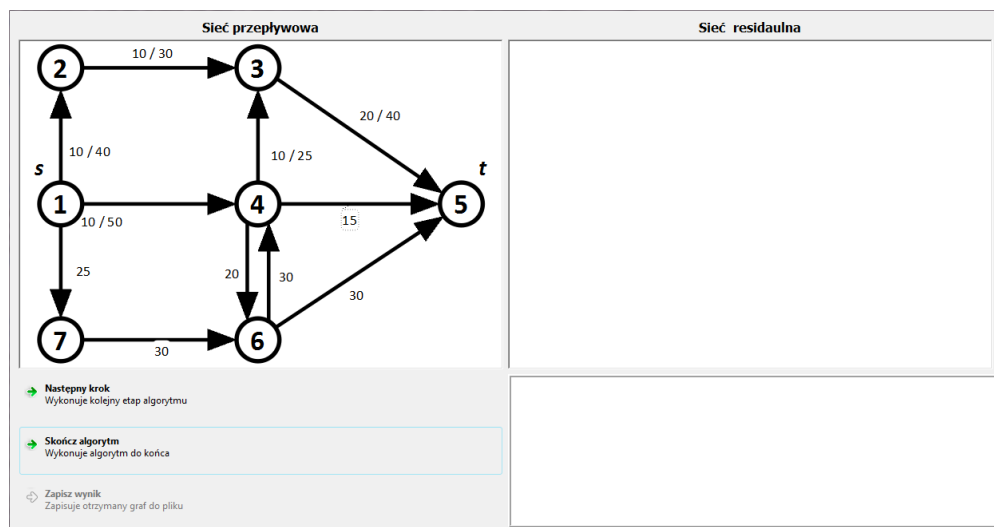 Sieć przepływowa
Sieć residaulna
10 / 30
2
3
20 / 40
10 / 40
10 / 25
s
t
1
4
5
10 / 50
15
25
20
30
30
7
6
30
Następny krok
Wykonuje kolejny etap algorytmu
Skończ algorytm
Wykonuje algorytm do końca
Zapisz wynik
Zapisuje otrzymany graf do pliku